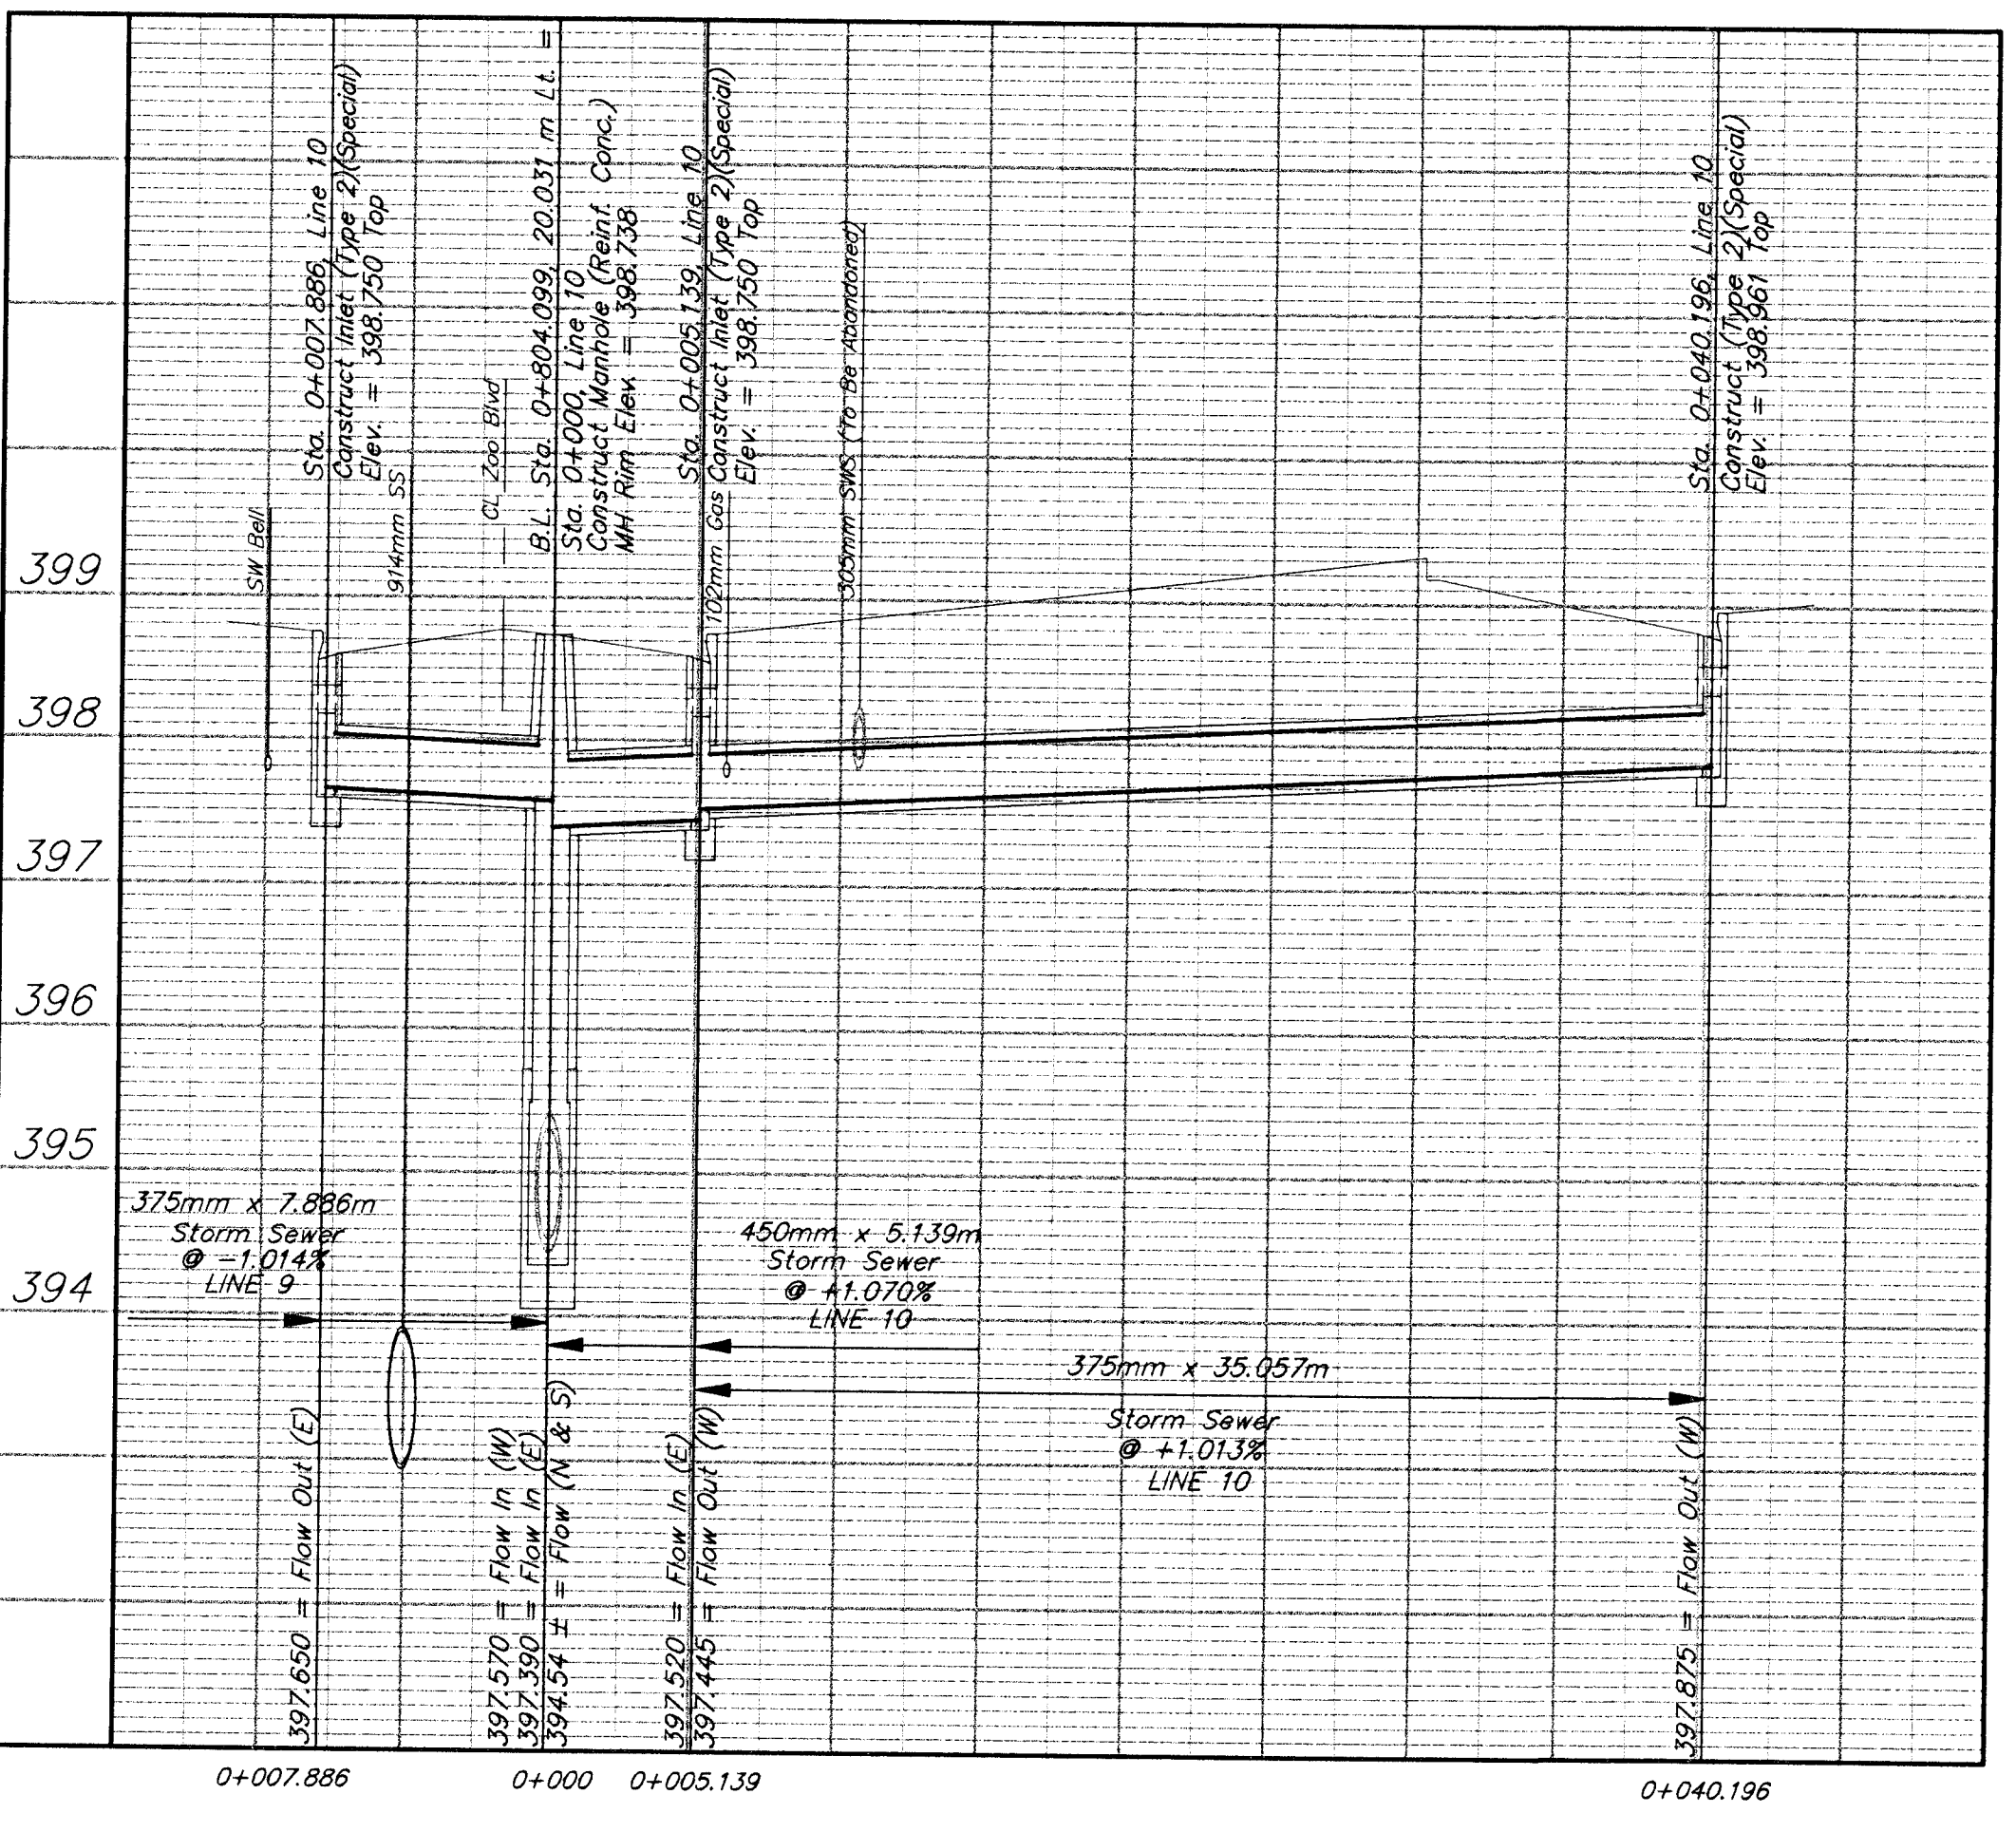 SW Bell
Sta. 0+007.886, Line 10
Construct Inlet (Type 2)(Special)
Elev. = 398.750 Top
914mm SS
CL Zoo Blvd
B.L. Sta. 0+804.099, 20.031 m Lt. =
Sta. 0+000, Line 10
Construct Manhole (Reinf. Conc.)
MH Rim Elev. = 398.738
Sta. 0+005.139, Line 10
102mm Gas
Construct Inlet (Type 2)(Special)
Elev. = 398.750 Top
305mm SWS (To Be Abandoned)
Sta. 0+040.196, Line 10
Construct (Type 2)(Special)
Elev. = 398.961 Top
399
398
397
396
395
394
375mm x 7.886m
Storm Sewer
@ -1.014%
LINE 9
450mm x 5.139m
Storm Sewer
@ +1.070%
LINE 10
375mm x 35.057m
Storm Sewer
@ +1.013%
LINE 10
397.650 = Flow Out (E)
397.570 = Flow In (W)
397.390 = Flow In (E)
394.54 ± = Flow (N & S)
397.520 = Flow In (E)
397.445 = Flow Out (W)
397.875 = Flow Out (W)
0+007.886
0+000
0+005.139
0+040.196